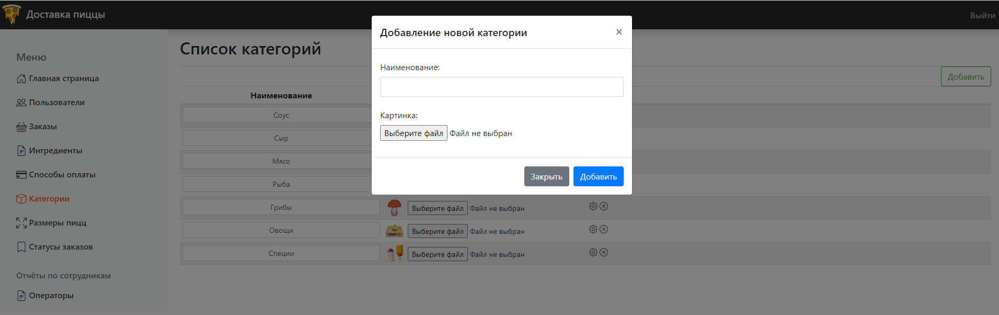 Доставка пиццы
Выйти
Добавление новой категории
×
Список категорий
Меню
Наименование:
Главная страница
Добавить
Наименование
Пользователи
Соус
Картинка:
Заказы
Выберите файл Файл не выбран
Сыр
Ингредиенты
Мясо
Способы оплаты
Закрыть Добавить
Рыба
Категории
Грибы Выберите файл Файл не выбран
Размеры пицц
Овощи Выберите файл Файл не выбран
Статусы заказов
Специи Выберите файл Файл не выбран
Отчёты по сотрудникам
Операторы